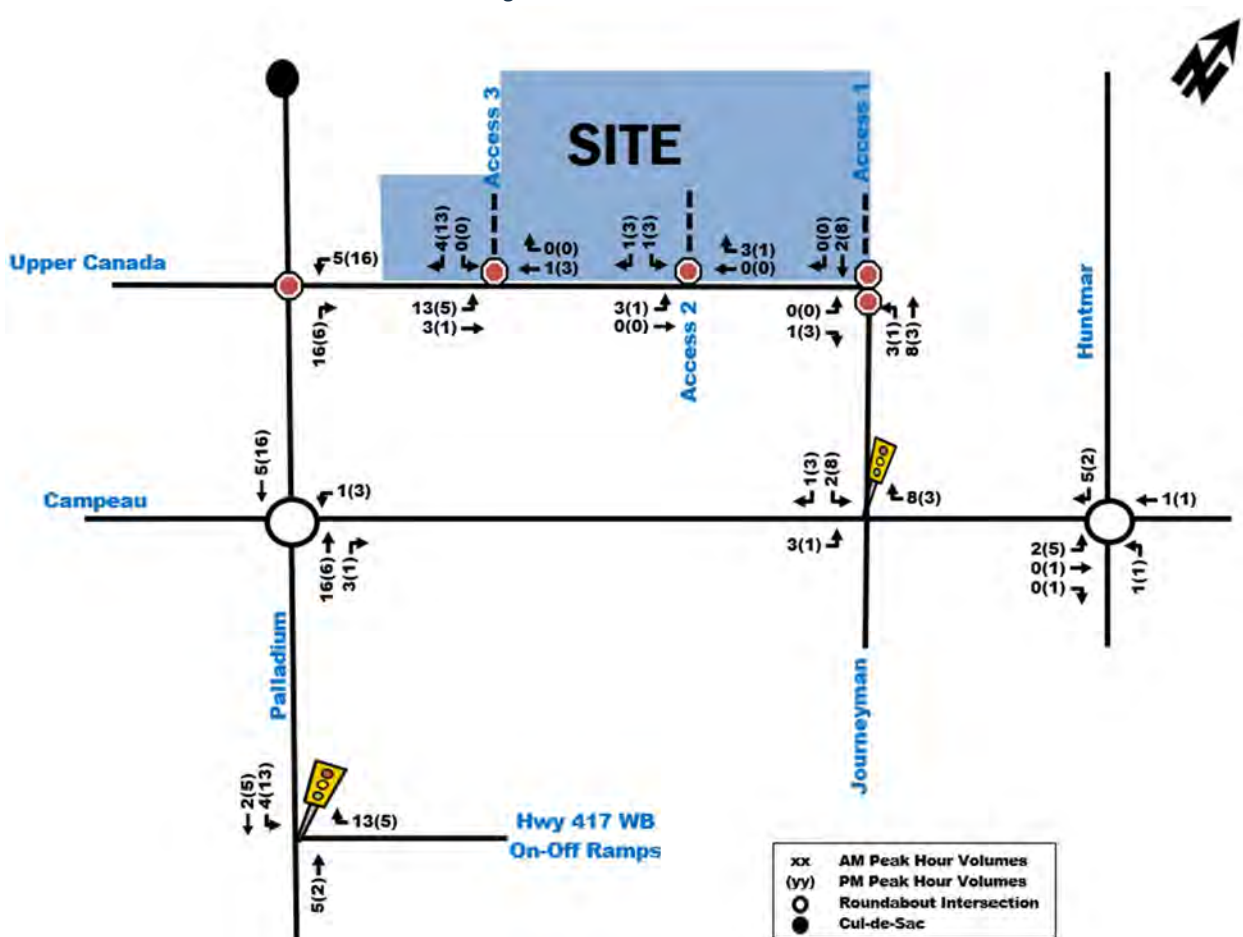 N
SITE
Access 3
Access 1
4(13)
0(0)
0(0)
1(3)
1(3)
1(3)
3(1)
0(0)
0(0)
2(8)
Upper Canada
5(16)
16(6)
13(5)
3(1)
3(1)
0(0)
Access 2
0(0)
1(3)
3(1)
8(3)
Huntmar
5(16)
1(3)
Campeau
16(6)
3(1)
1(3)
2(8)
8(3)
3(1)
5(2)
1(1)
2(5)
0(1)
0(1)
1(1)
Palladium
Journeyman
2(5)
4(13)
13(5)
5(2)
Hwy 417 WB
On-Off Ramps
xx AM Peak Hour Volumes
(yy) PM Peak Hour Volumes
Roundabout Intersection
Cul-de-Sac